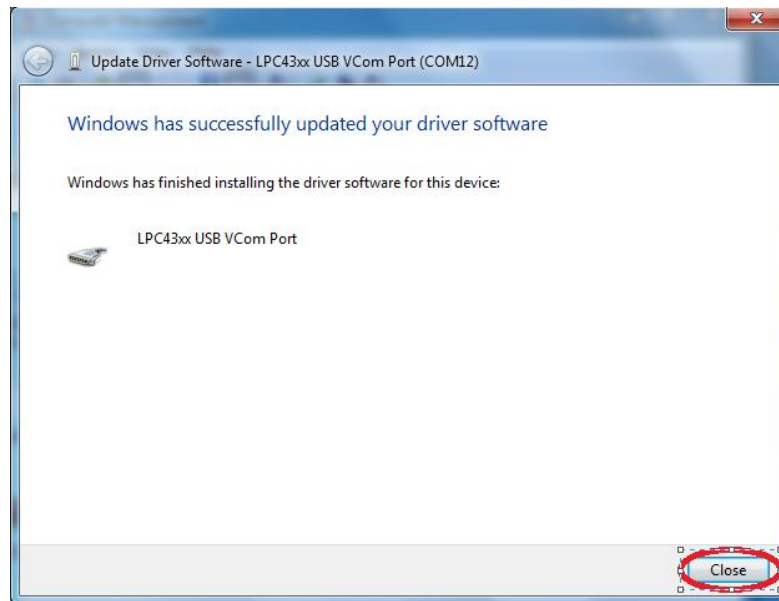 Update Driver Software - LPC43xx USB VCom Port (COM12)
Windows has successfully updated your driver software
Windows has finished installing the driver software for this device:
LPC43xx USB VCom Port
Close